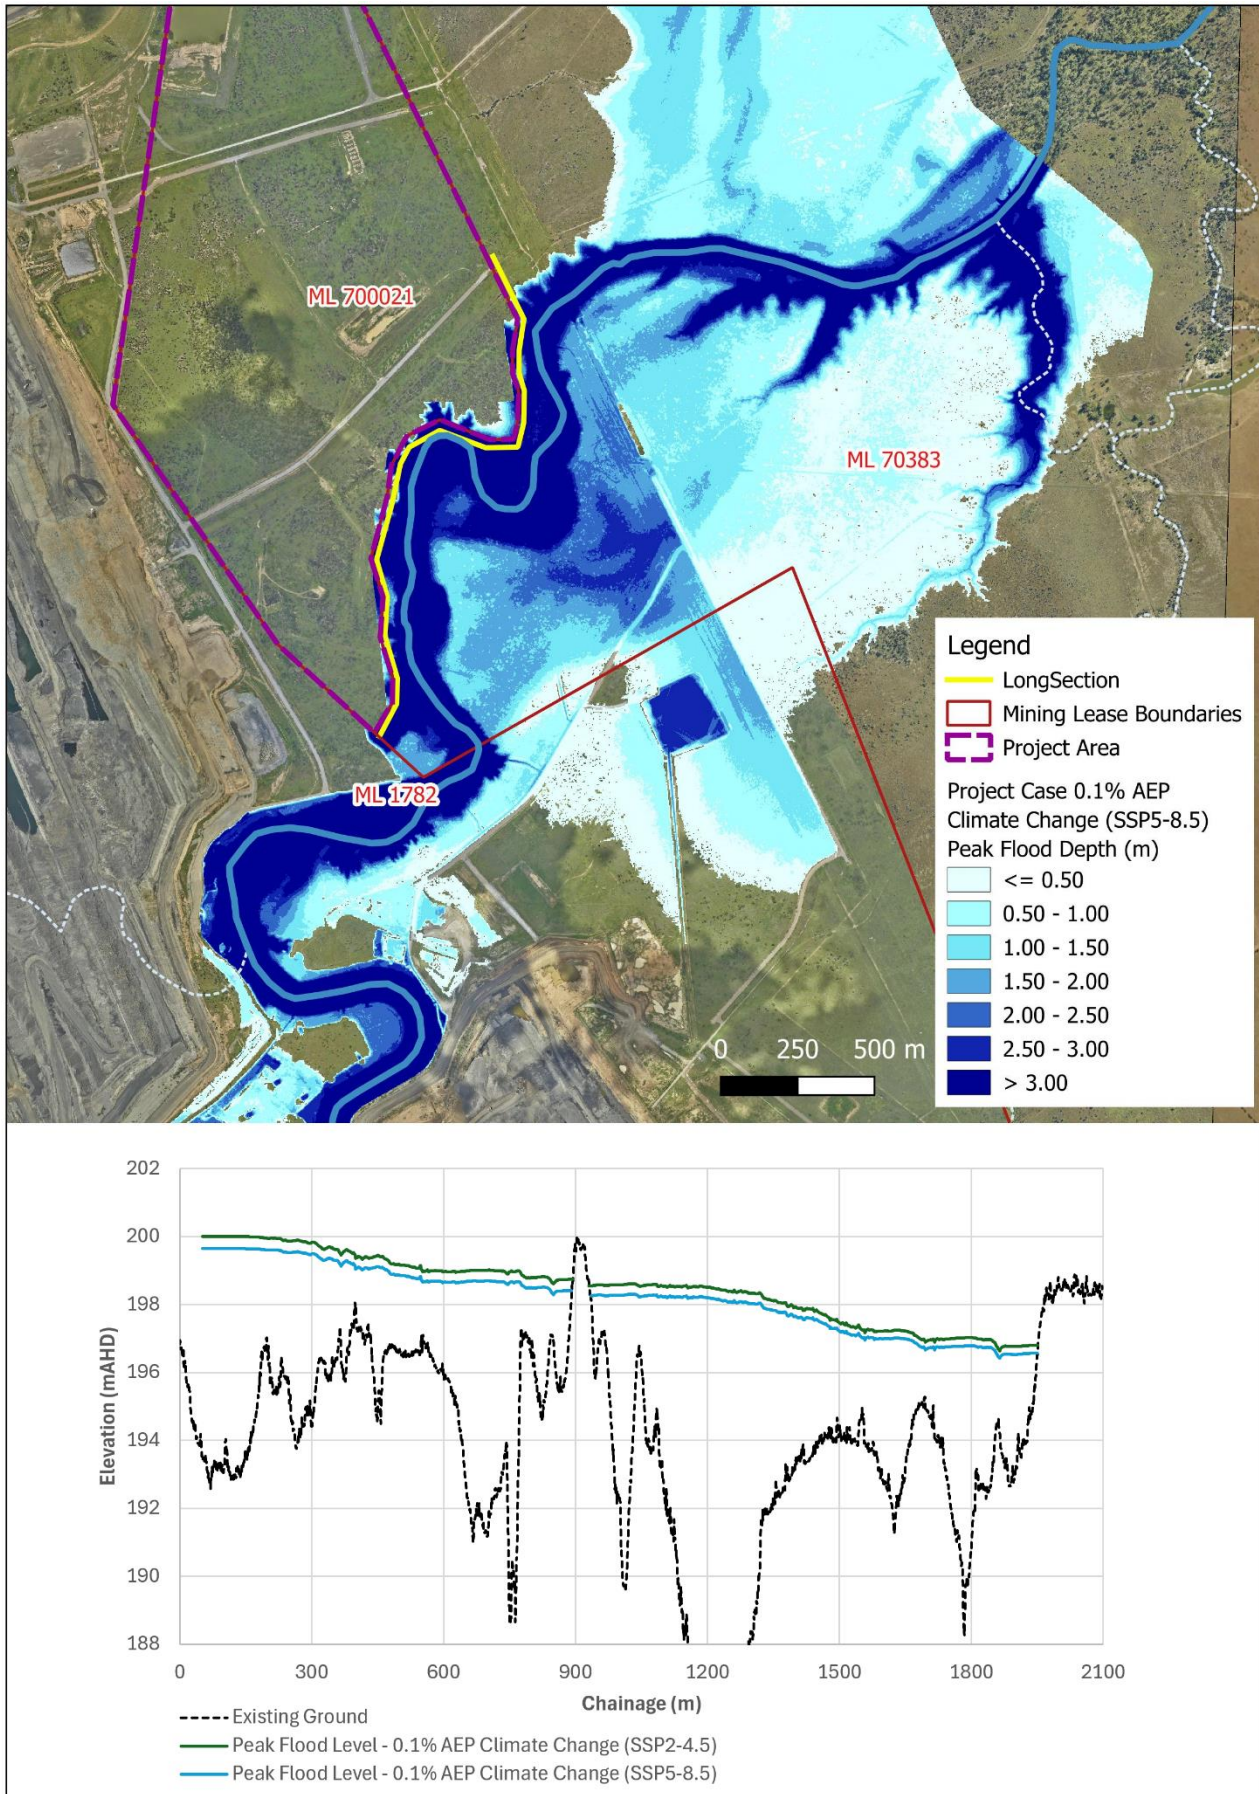 ML 700021
ML 70383
ML 1782
Legend
LongSection
Mining Lease Boundaries
Project Area
Project Case 0.1% AEP
Climate Change (SSP5-8.5)
Peak Flood Depth (m)
<= 0.50
0.50 - 1.00
1.00 - 1.50
1.50 - 2.00
2.00 - 2.50
2.50 - 3.00
> 3.00
0 250 500 m
202
200
198
196
194
192
190
188
Elevation (mAHD)
0 300 600 900 1200 1500 1800 2100
Chainage (m)
Existing Ground
Peak Flood Level - 0.1% AEP Climate Change (SSP2-4.5)
Peak Flood Level - 0.1% AEP Climate Change (SSP5-8.5)